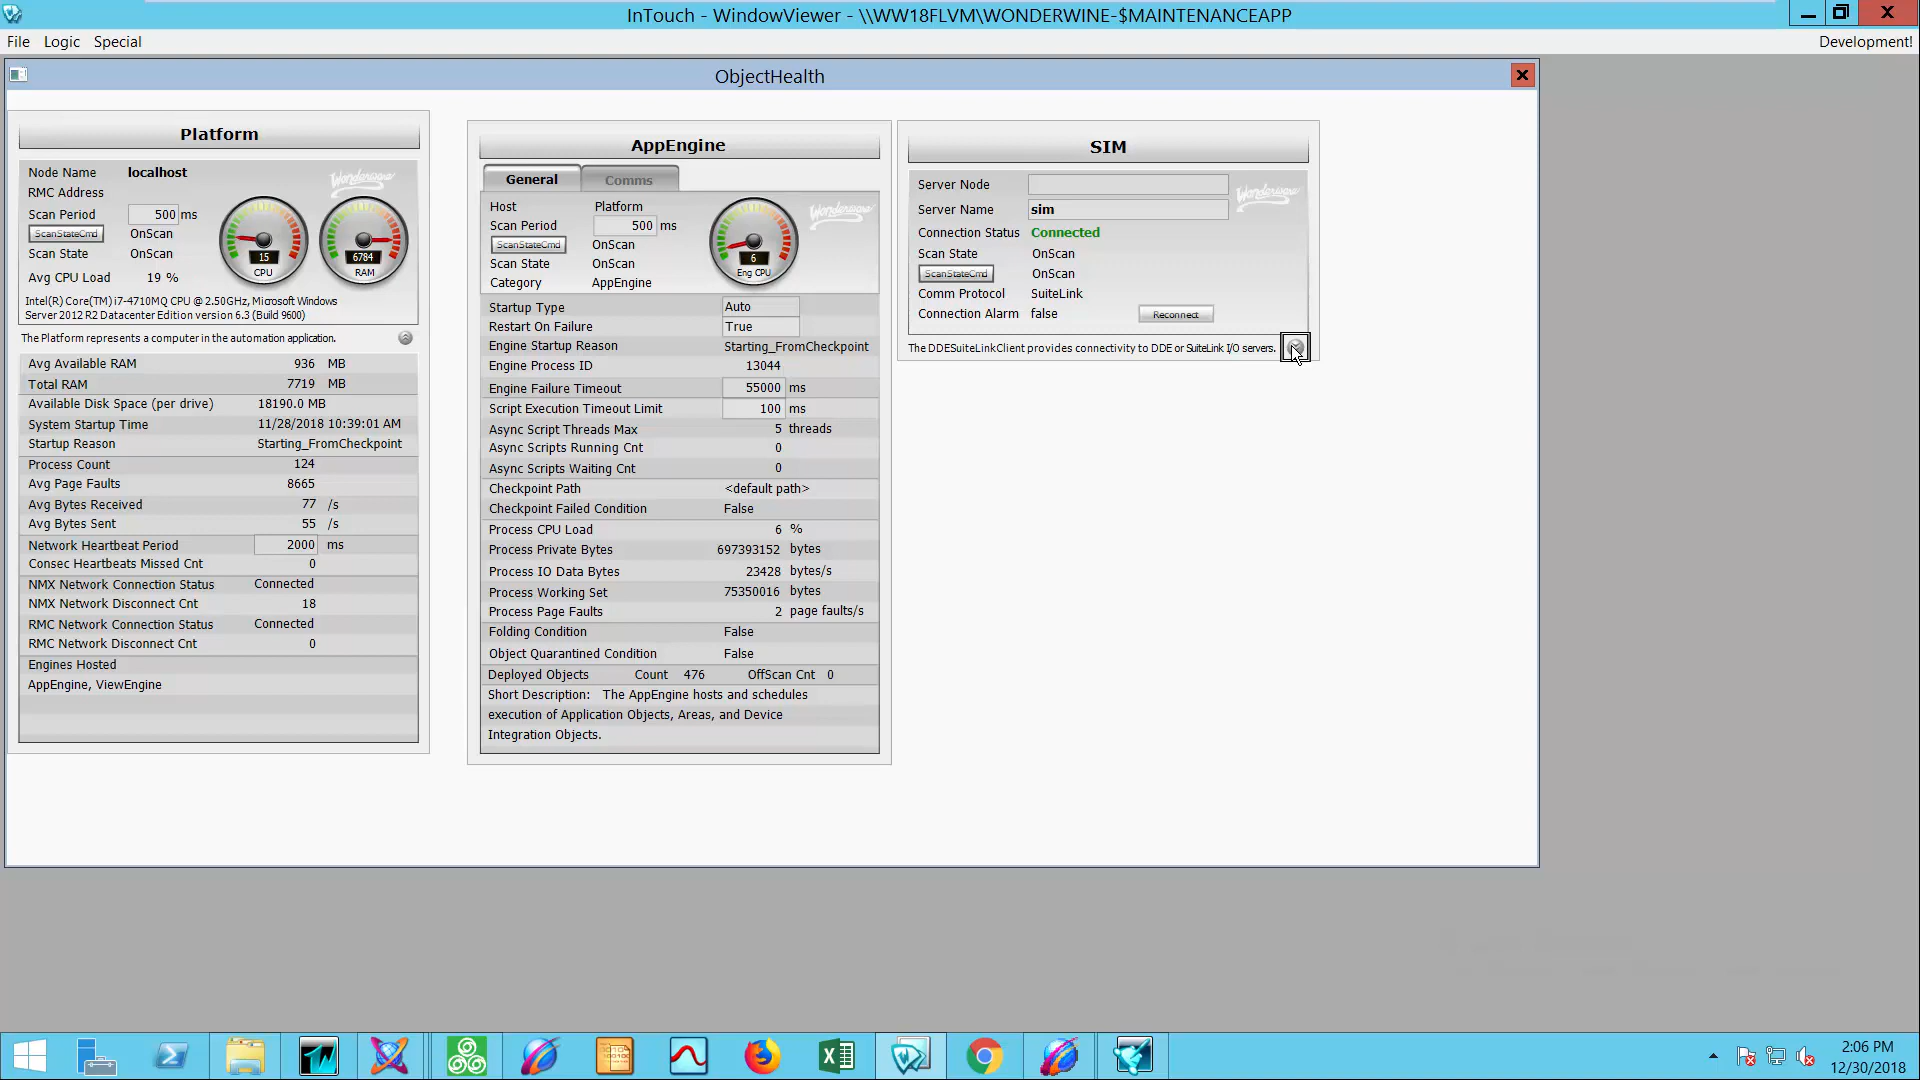 InTouch - WindowViewer - \\WW18FLVM\WONDERWINE-$MAINTENANCEAPP
File Logic Special Development!
ObjectHealth
Platform
Node Name localhost
RMC Address
Wonderware
Scan Period 500 ms
ScanStateCmd OnScan
Scan State OnScan
Avg CPU Load 19 %
15 CPU
6784 RAM
Intel(R) Core(TM) i7-4710MQ CPU @ 2.50GHz, Microsoft Windows
Server 2012 R2 Datacenter Edition version 6.3 (Build 9600)
The Platform represents a computer in the automation application.
Avg Available RAM 936 MB
Total RAM 7719 MB
Available Disk Space (per drive) 18190.0 MB
System Startup Time 11/28/2018 10:39:01 AM
Startup Reason Starting_FromCheckpoint
Process Count 124
Avg Page Faults 8665
Avg Bytes Received 77 /s
Avg Bytes Sent 55 /s
Network Heartbeat Period 2000 ms
Consec Heartbeats Missed Cnt 0
NMX Network Connection Status Connected
NMX Network Disconnect Cnt 18
RMC Network Connection Status Connected
RMC Network Disconnect Cnt 0
Engines Hosted
AppEngine, ViewEngine
AppEngine
General Comms
Host Platform
Wonderware
Scan Period 500 ms
ScanStateCmd OnScan
Scan State OnScan
Category AppEngine
6 Eng CPU
Startup Type Auto
Restart On Failure True
Engine Startup Reason Starting_FromCheckpoint
Engine Process ID 13044
Engine Failure Timeout 55000 ms
Script Execution Timeout Limit 100 ms
Async Script Threads Max 5 threads
Async Scripts Running Cnt 0
Async Scripts Waiting Cnt 0
Checkpoint Path <default path>
Checkpoint Failed Condition False
Process CPU Load 6 %
Process Private Bytes 697393152 bytes
Process IO Data Bytes 23428 bytes/s
Process Working Set 75350016 bytes
Process Page Faults 2 page faults/s
Folding Condition False
Object Quarantined Condition False
Deployed Objects Count 476 OffScan Cnt 0
Short Description: The AppEngine hosts and schedules
execution of Application Objects, Areas, and Device
Integration Objects.
SIM
Server Node
Wonderware
Server Name sim
Connection Status Connected
Scan State OnScan
ScanStateCmd OnScan
Comm Protocol SuiteLink
Connection Alarm false Reconnect
The DDESuiteLinkClient provides connectivity to DDE or SuiteLink I/O servers.
2:06 PM
12/30/2018